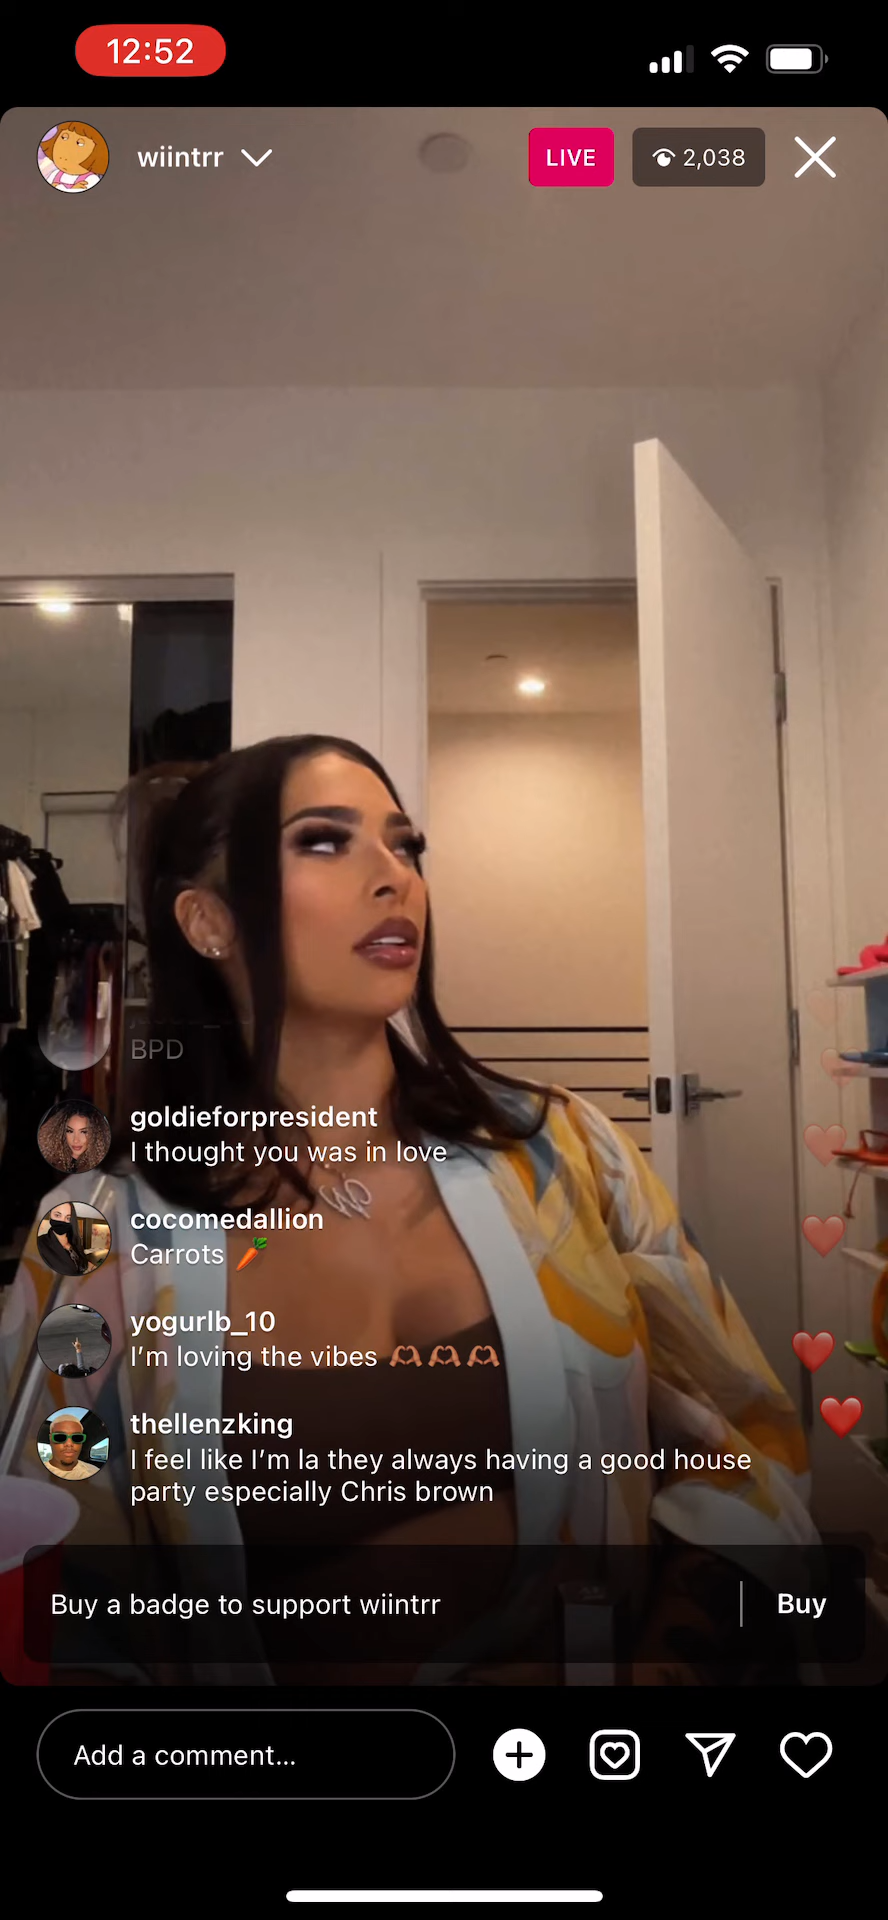 12:52
wiintrr
LIVE
2,038
BPD
goldieforpresident
I thought you was in love
cocomedallion
Carrots 🥕
yogurlb_10
I'm loving the vibes 🫶🫶🫶
thellenzking
I feel like I'm la they always having a good house
party especially Chris brown
Buy a badge to support wiintrr
Buy
Add a comment...